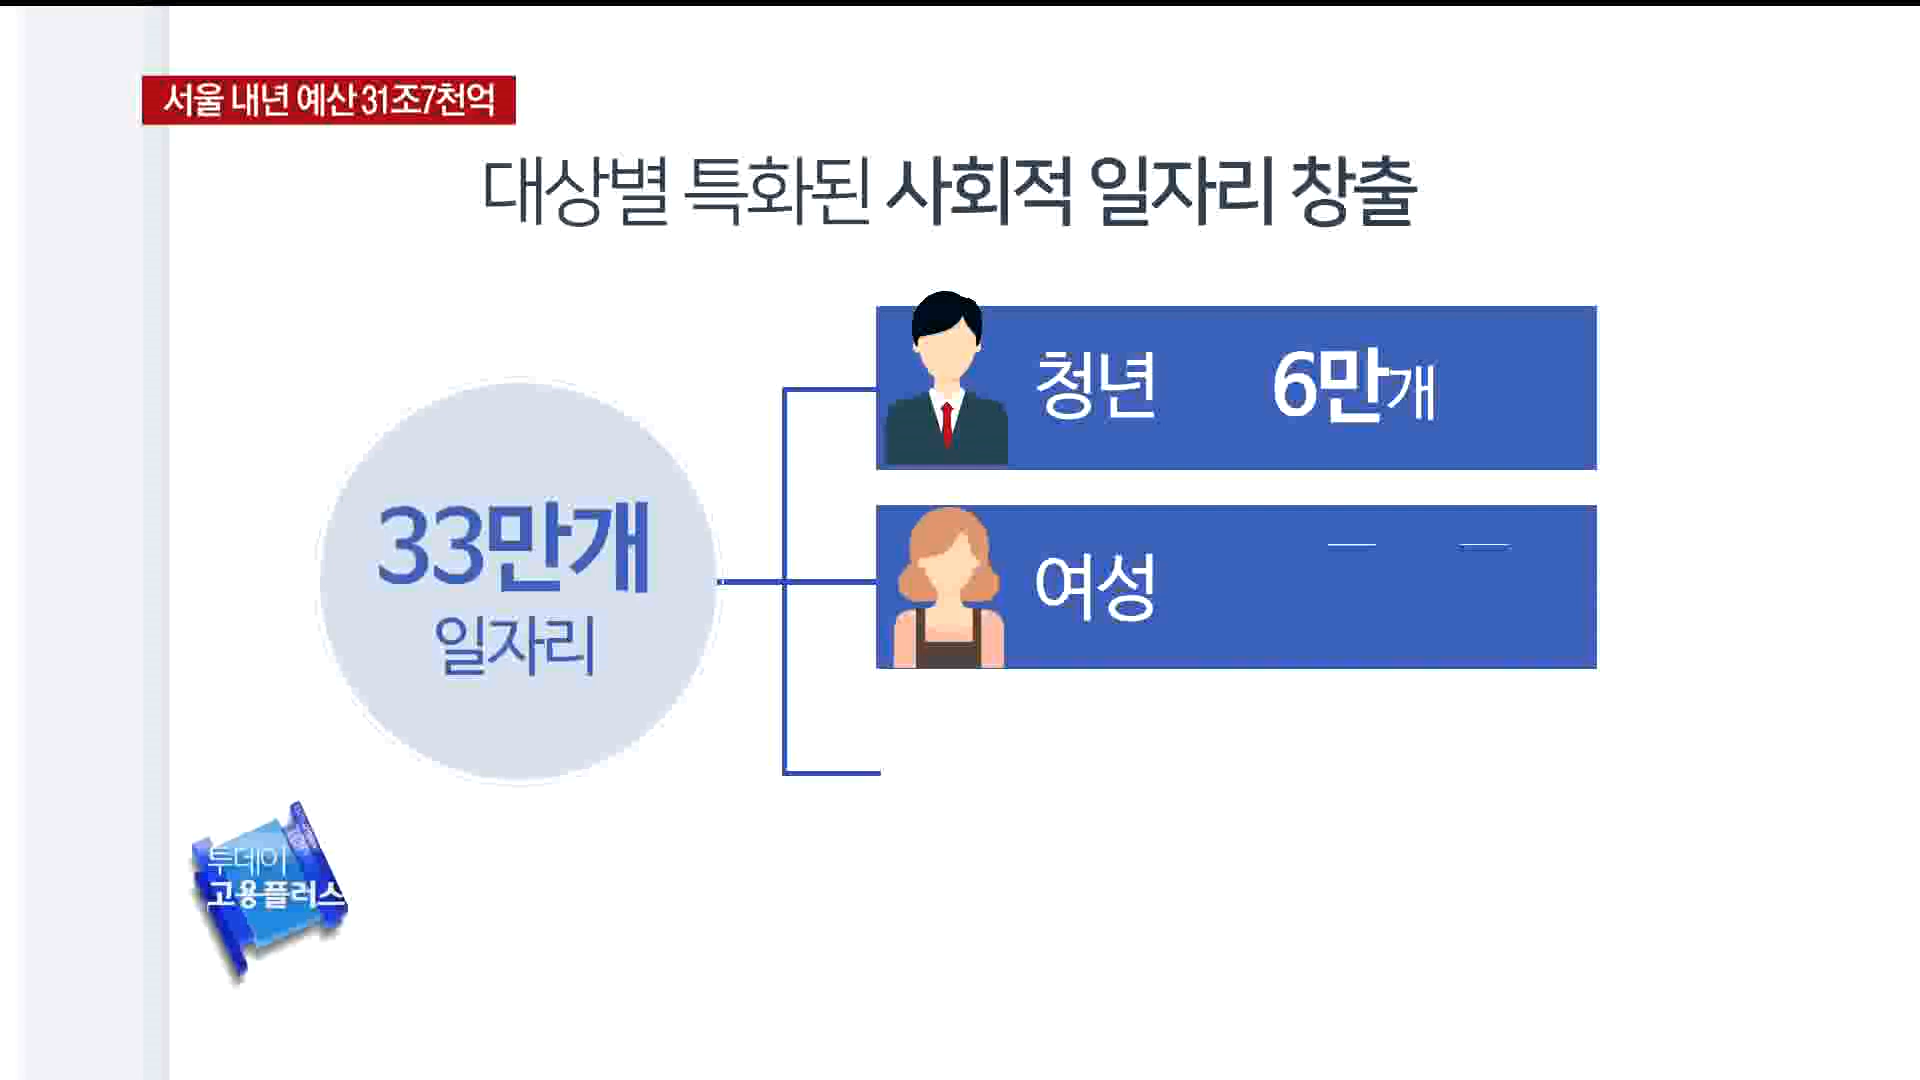 서울 내년 예산 31조7천억
대상별 특화된 사회적 일자리 창출
33만개
일자리
청년 6만개
여성
투데이
고용플러스